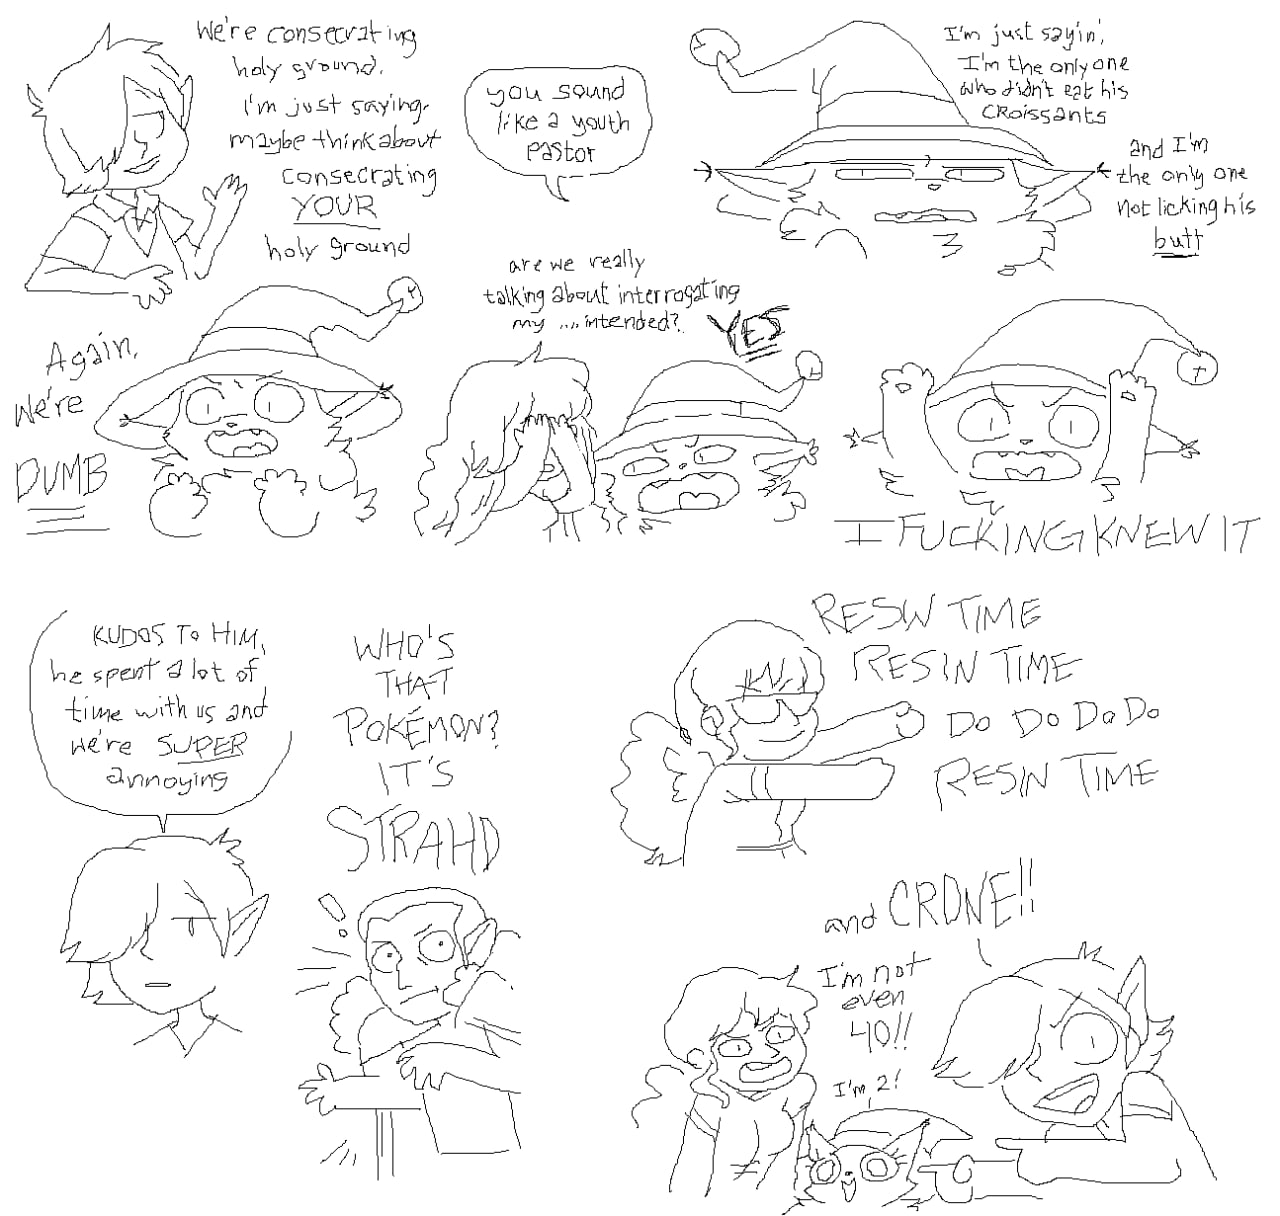 We're consecrating
holy ground.
i'm just saying.
maybe think about
consecrating
YOUR
holy ground
you sound
like a youth
pastor
I'm just sayin',
I'm the only one
who didn't eat his
croissants
and I'm
the only one
not licking his
butt
Again,
we're
DUMB
are we really
talking about interrogating
my ....intended?
YES
I FUCKING KNEW IT
KUDOS TO HIM,
he spent a lot of
time with us and
we're SUPER
annoying
WHO'S
THAT
POKÉMON?
IT'S
STRAHD
RESIN TIME
RESIN TIME
DO DO DO DO
RESIN TIME
and CRONE!!
I'm not
even
40!!
I'm 2!